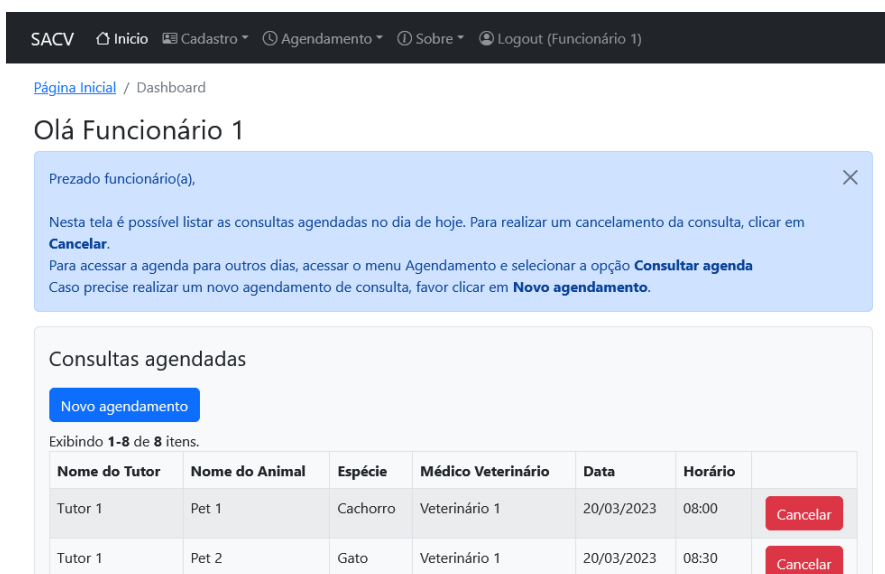 SACV Inicio Cadastro Agendamento Sobre Logout (Funcionário 1)
Página Inicial / Dashboard
Olá Funcionário 1
Prezado funcionário(a),
Nesta tela é possível listar as consultas agendadas no dia de hoje. Para realizar um cancelamento da consulta, clicar em
Cancelar.
Para acessar a agenda para outros dias, acessar o menu Agendamento e selecionar a opção Consultar agenda
Caso precise realizar um novo agendamento de consulta, favor clicar em Novo agendamento.
Consultas agendadas
Novo agendamento
Exibindo 1-8 de 8 itens.
Nome do Tutor Nome do Animal Espécie Médico Veterinário Data Horário
Tutor 1 Pet 1 Cachorro Veterinário 1 20/03/2023 08:00 Cancelar
Tutor 1 Pet 2 Gato Veterinário 1 20/03/2023 08:30 Cancelar